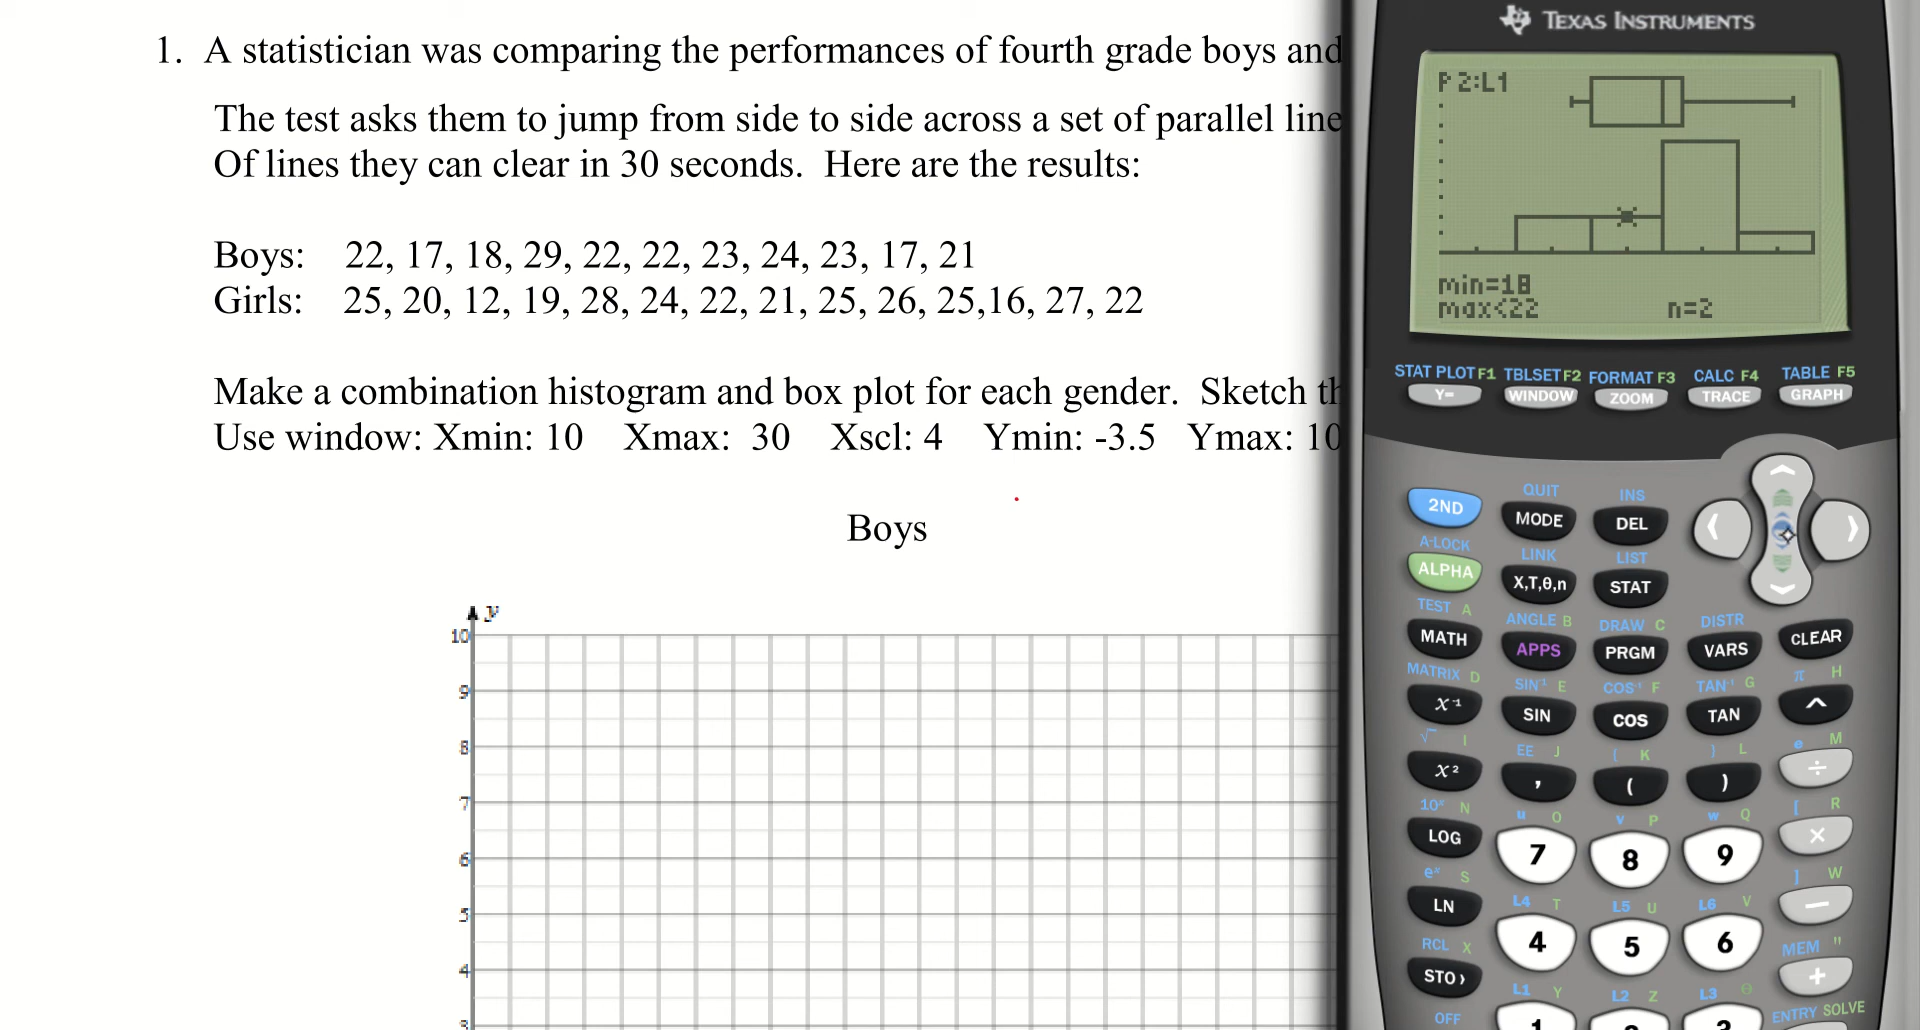 1. A statistician was comparing the performances of fourth grade boys and
The test asks them to jump from side to side across a set of parallel line
Of lines they can clear in 30 seconds. Here are the results:
Boys: 22, 17, 18, 29, 22, 22, 23, 24, 23, 17, 21
Girls: 25, 20, 12, 19, 28, 24, 22, 21, 25, 26, 25,16, 27, 22
Make a combination histogram and box plot for each gender. Sketch th
Use window: Xmin: 10 Xmax: 30 Xscl: 4 Ymin: -3.5 Ymax: 10
Boys
y
10
9
8
7
6
5
4
3
TEXAS INSTRUMENTS
P2:L1
min=18
max<22 n=2
STAT PLOT F1 TBLSET F2 FORMAT F3 CALC F4 TABLE F5
Y= WINDOW ZOOM TRACE GRAPH
QUIT INS
2ND MODE DEL
A-LOCK LINK LIST
ALPHA X,T,θ,n STAT
TEST A ANGLE B DRAW C DISTR
MATH APPS PRGM VARS CLEAR
MATRIX D SIN⁻¹ E COS⁻¹ F TAN⁻¹ G π H
x⁻¹ SIN COS TAN ^
√ I EE J { K } L e M
x² , ( ) ÷
10ˣ N u O v P w Q [ R
LOG 7 8 9 ×
eˣ S L4 T L5 U L6 V ] W
LN 4 5 6 −
RCL X L1 Y L2 Z L3 θ MEM "
STO› 1 2 3 +
OFF ENTRY SOLVE